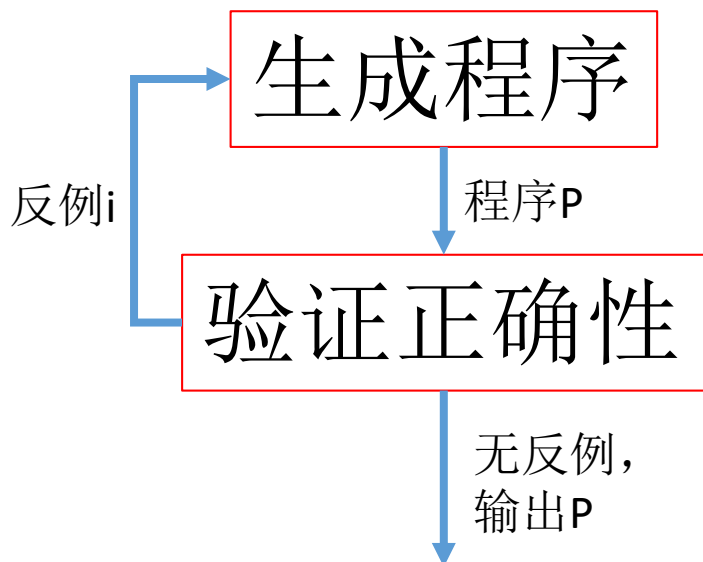 生成程序
反例i
程序P
验证正确性
无反例，
输出P